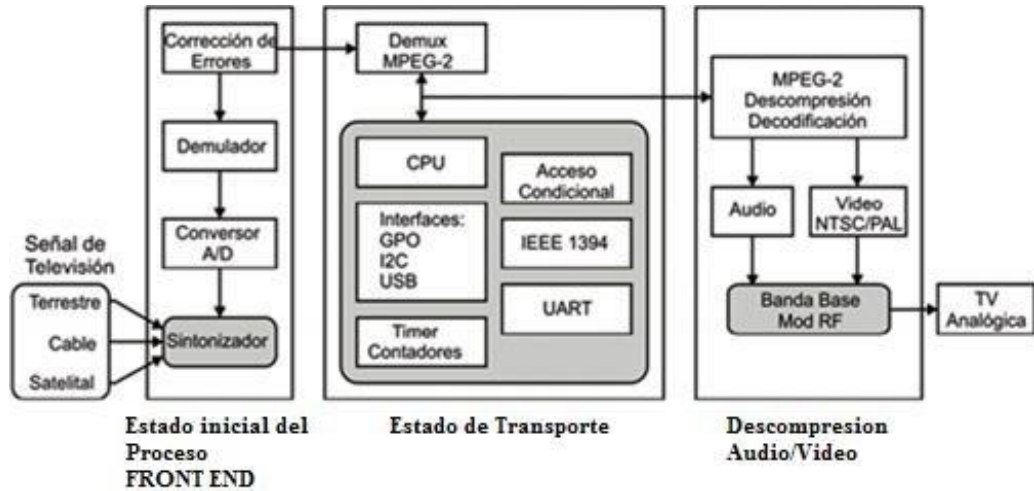 Señal de
Televisión
Terrestre
Cable
Satelital
Corrección de
Errores
Demulador
Conversor
A/D
Sintonizador
Estado inicial del
Proceso
FRONT END
Demux
MPEG-2
CPU
Interfaces:
GPO
I2C
USB
Timer
Contadores
Acceso
Condicional
IEEE 1394
UART
Estado de Transporte
MPEG-2
Descompresión
Decodificación
Audio
Video
NTSC/PAL
Banda Base
Mod RF
Descompresion
Audio/Video
TV
Analógica